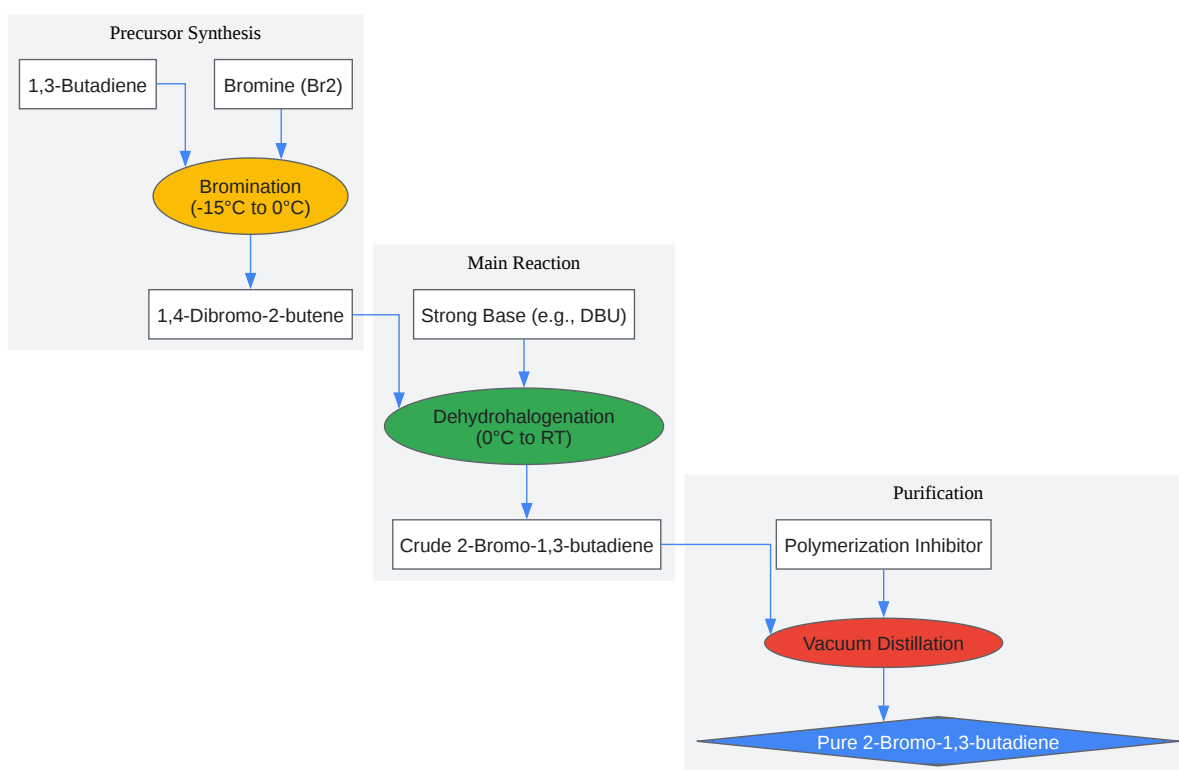 Precursor Synthesis
1,3-Butadiene
Bromine (Br2)
Bromination
(-15°C to 0°C)
1,4-Dibromo-2-butene
Main Reaction
Strong Base (e.g., DBU)
Dehydrohalogenation
(0°C to RT)
Crude 2-Bromo-1,3-butadiene
Purification
Polymerization Inhibitor
Vacuum Distillation
Pure 2-Bromo-1,3-butadiene